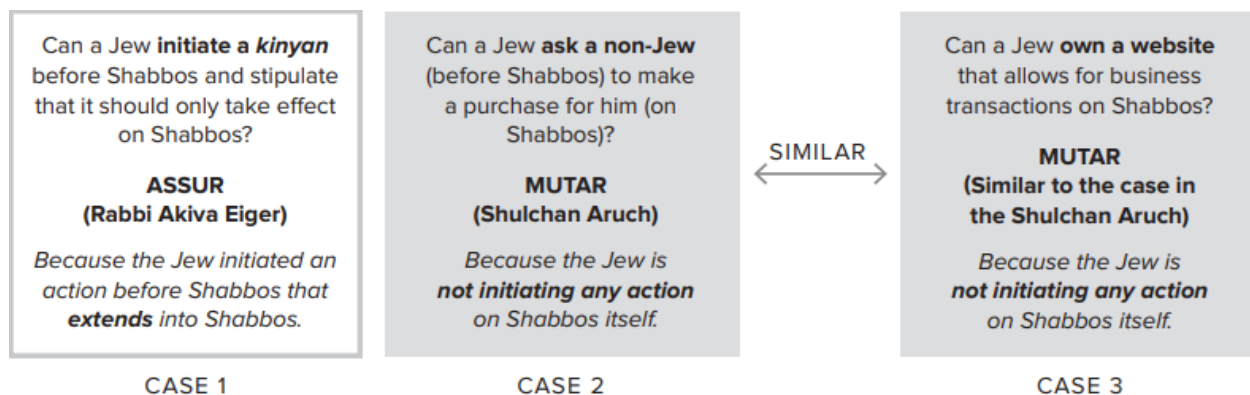 Can a Jew initiate a kinyan
before Shabbos and stipulate
that it should only take effect
on Shabbos?
ASSUR
(Rabbi Akiva Eiger)
Because the Jew initiated an
action before Shabbos that
extends into Shabbos.
CASE 1
Can a Jew ask a non-Jew
(before Shabbos) to make
a purchase for him (on
Shabbos)?
MUTAR
(Shulchan Aruch)
Because the Jew is
not initiating any action
on Shabbos itself.
CASE 2
SIMILAR
Can a Jew own a website
that allows for business
transactions on Shabbos?
MUTAR
(Similar to the case in
the Shulchan Aruch)
Because the Jew is
not initiating any action
on Shabbos itself.
CASE 3